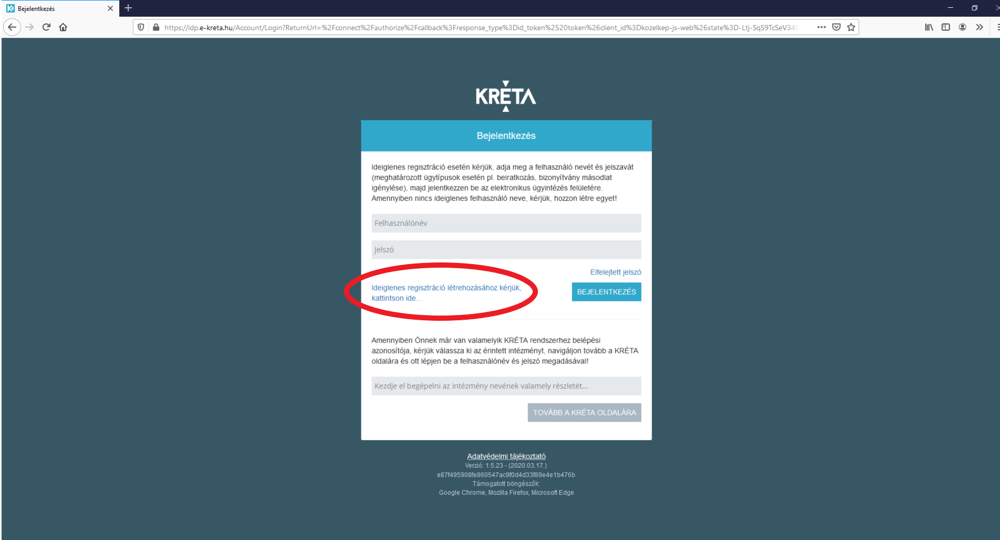 Bejelentkezés
https://idp.e-kreta.hu/Account/Login?ReturnUrl=%2Fconnect%2Fauthorize%2Fcallback%3Fresponse_type%3Did_token%2520token%26client_id%3Dkozelkep-js-web%26state%3D-Ltj-SqS9TcSeV34
KRÉTA
Bejelentkezés
Ideiglenes regisztráció esetén kérjük, adja meg a felhasználó nevét és jelszavát
(meghatározott ügytípusok esetén pl. beiratkozás, bizonyítvány másodlat
igénylése), majd jelentkezzen be az elektronikus ügyintézés felületére.
Amennyiben nincs ideiglenes felhasználó neve, kérjük, hozzon létre egyet!
Felhasználónév
Jelszó
Elfelejtett jelszó
Ideiglenes regisztráció létrehozásához kérjük,
kattintson ide...
BEJELENTKEZÉS
Amennyiben Önnek már van valamelyik KRÉTA rendszerhez belépési
azonosítója, kérjük válassza ki az érintett intézményt, navigáljon tovább a KRÉTA
oldalára és ott lépjen be a felhasználónév és jelszó megadásával!
Kezdje el begépelni az intézmény nevének valamely részletét...
TOVÁBB A KRÉTA OLDALÁRA
Adatvédelmi tájékoztató
Verzió: 1.5.23 - (2020.03.17.)
e87f495908fe860547ac9f0d4d33f89e4e1b476b
Támogatott böngészők:
Google Chrome, Mozilla Firefox, Microsoft Edge